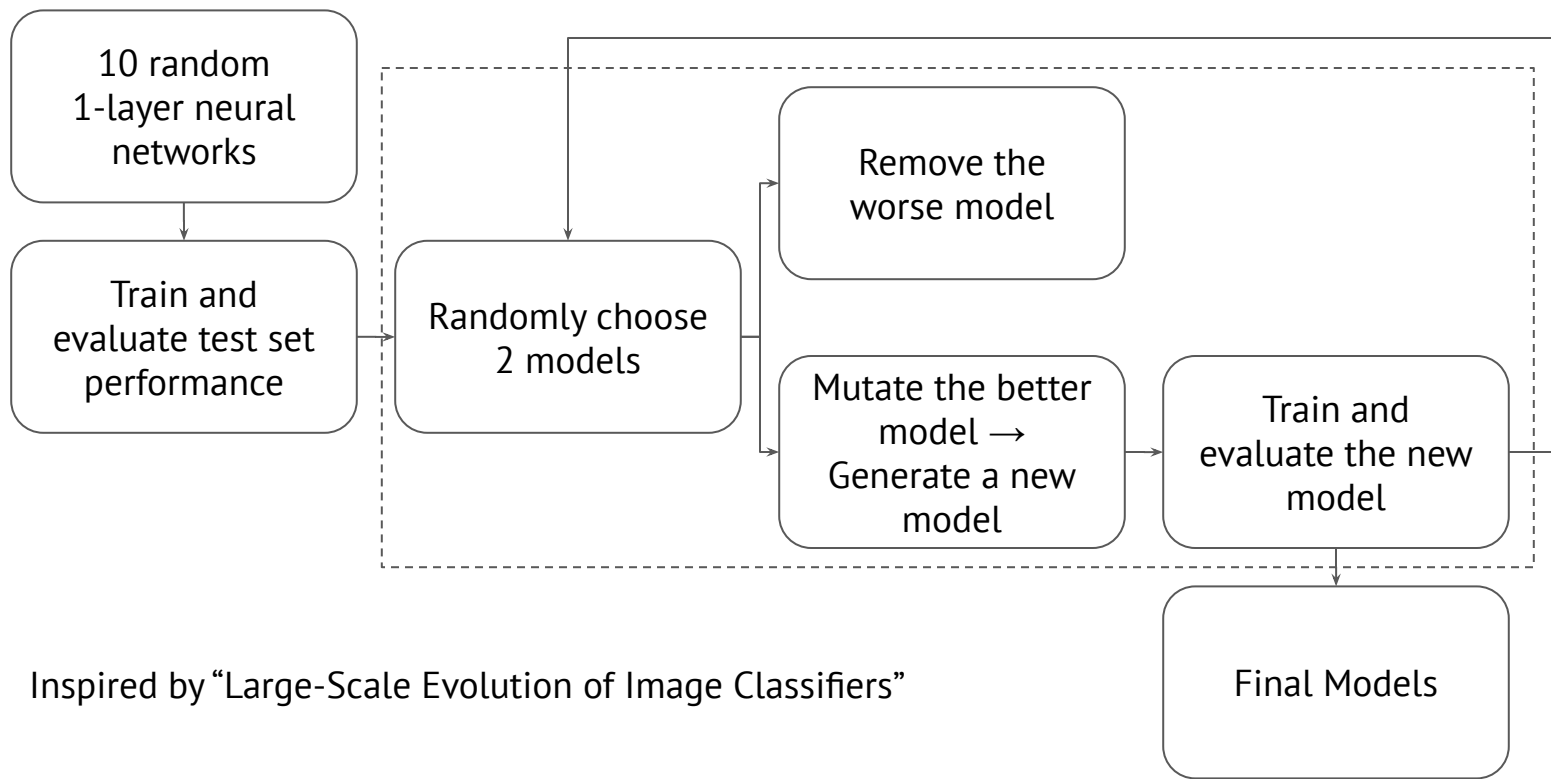 10 random
1-layer neural
networks
Train and
evaluate test set
performance
Randomly choose
2 models
Remove the
worse model
Mutate the better
model →
Generate a new
model
Train and
evaluate the new
model
Final Models
Inspired by “Large-Scale Evolution of Image Classifiers”